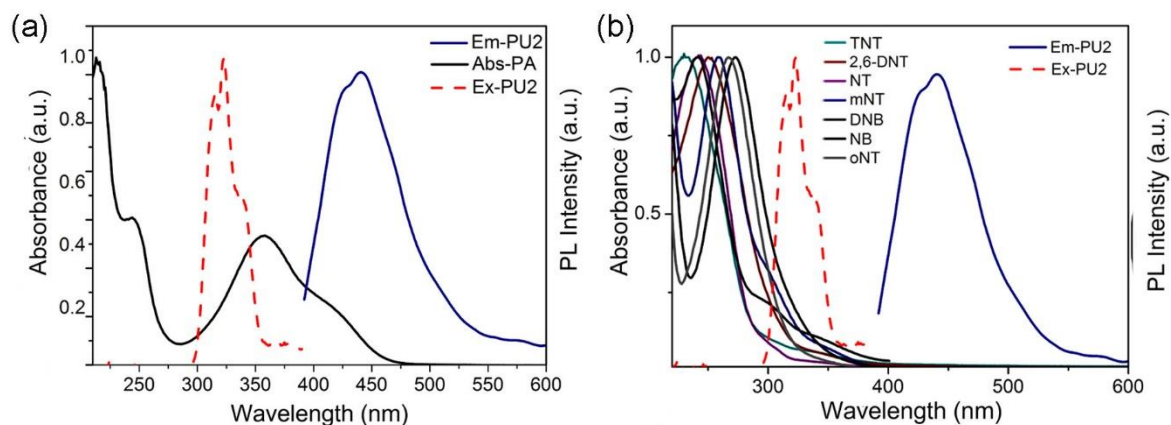 (a)
Em-PU2
Abs-PA
Ex-PU2
1.0
0.8
0.6
0.4
0.2
Absorbance (a.u.)
PL Intensity (a.u.)
250 300 350 400 450 500 550 600
Wavelength (nm)
(b)
TNT
2,6-DNT
NT
mNT
DNB
NB
oNT
Em-PU2
Ex-PU2
1.0
0.5
Absorbance (a.u.)
PL Intensity (a.u.)
300 400 500 600
Wavelength (nm)